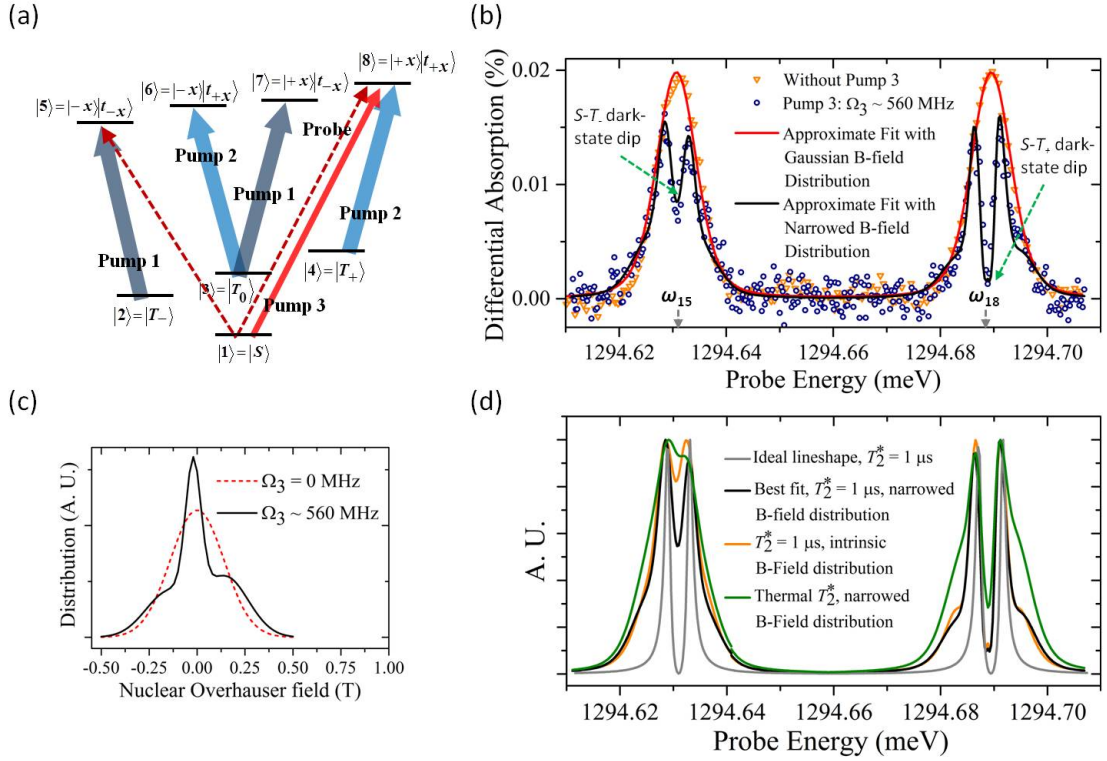 (a)
|8⟩=|+x⟩|t₊ₓ⟩
|7⟩=|+x⟩|t₋ₓ⟩
|6⟩=|−x⟩|t₊ₓ⟩
|5⟩=|−x⟩|t₋ₓ⟩
Probe
Pump 2
Pump 1
Pump 2
|4⟩=|T₊⟩
Pump 1
|3⟩=|T₀⟩
Pump 3
|2⟩=|T₋⟩
|1⟩=|S⟩
(b)
Differential Absorption (%)
0.02
0.01
0.00
S-T₋ dark-
state dip
Without Pump 3
Pump 3: Ω₃ ~ 560 MHz
Approximate Fit with
Gaussian B-field
Distribution
Approximate Fit with
Narrowed B-field
Distribution
S-T₊ dark-
state dip
ω₁₅
ω₁₈
1294.62 1294.64 1294.66 1294.68 1294.70
Probe Energy (meV)
(c)
Distribution (A. U.)
Ω₃ = 0 MHz
Ω₃ ~ 560 MHz
-0.50 -0.25 0.00 0.25 0.50 0.75 1.00
Nuclear Overhauser field (T)
(d)
A. U.
Ideal lineshape, T₂* = 1 μs
Best fit, T₂* = 1 μs, narrowed
B-field distribution
T₂* = 1 μs, intrinsic
B-Field distribution
Thermal T₂*, narrowed
B-Field distribution
1294.62 1294.64 1294.66 1294.68 1294.70
Probe Energy (meV)